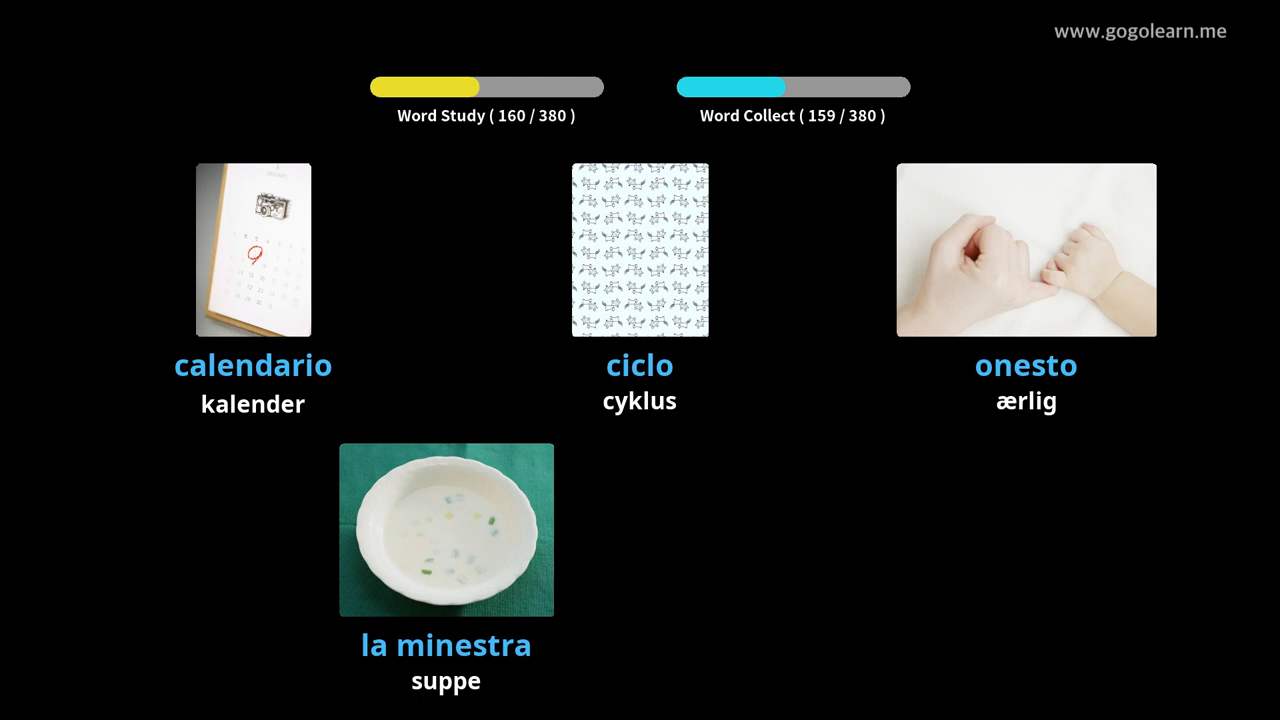 www.gogolearn.me
Word Study ( 160 / 380 )
Word Collect ( 159 / 380 )
calendario
kalender
ciclo
cyklus
onesto
ærlig
la minestra
suppe